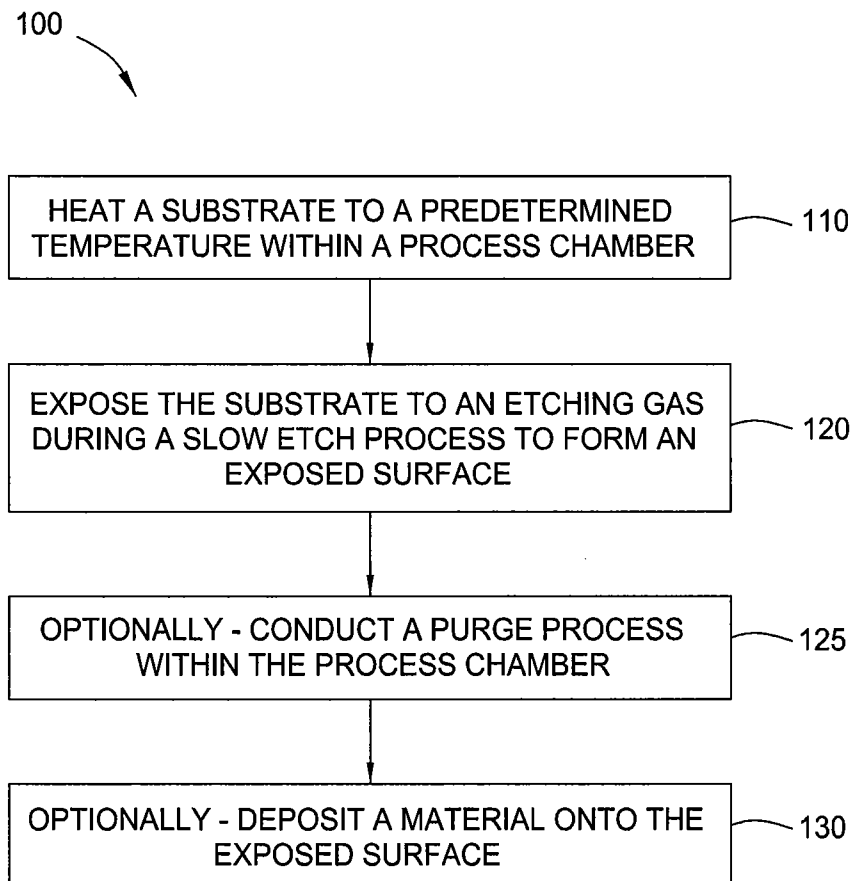 100
HEAT A SUBSTRATE TO A PREDETERMINED
TEMPERATURE WITHIN A PROCESS CHAMBER
110
EXPOSE THE SUBSTRATE TO AN ETCHING GAS
DURING A SLOW ETCH PROCESS TO FORM AN
EXPOSED SURFACE
120
OPTIONALLY - CONDUCT A PURGE PROCESS
WITHIN THE PROCESS CHAMBER
125
OPTIONALLY - DEPOSIT A MATERIAL ONTO THE
EXPOSED SURFACE
130